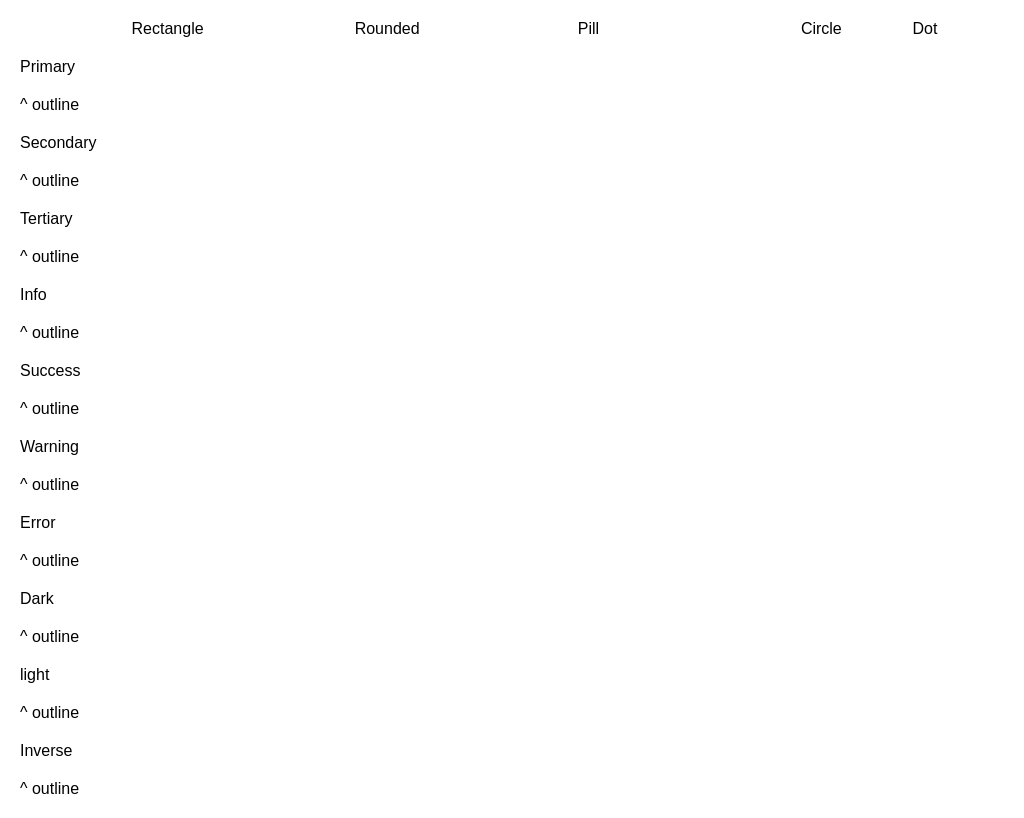 Rectangle Rounded Pill Circle Dot
Primary
^ outline
Secondary
^ outline
Tertiary
^ outline
Info
^ outline
Success
^ outline
Warning
^ outline
Error
^ outline
Dark
^ outline
light
^ outline
Inverse
^ outline